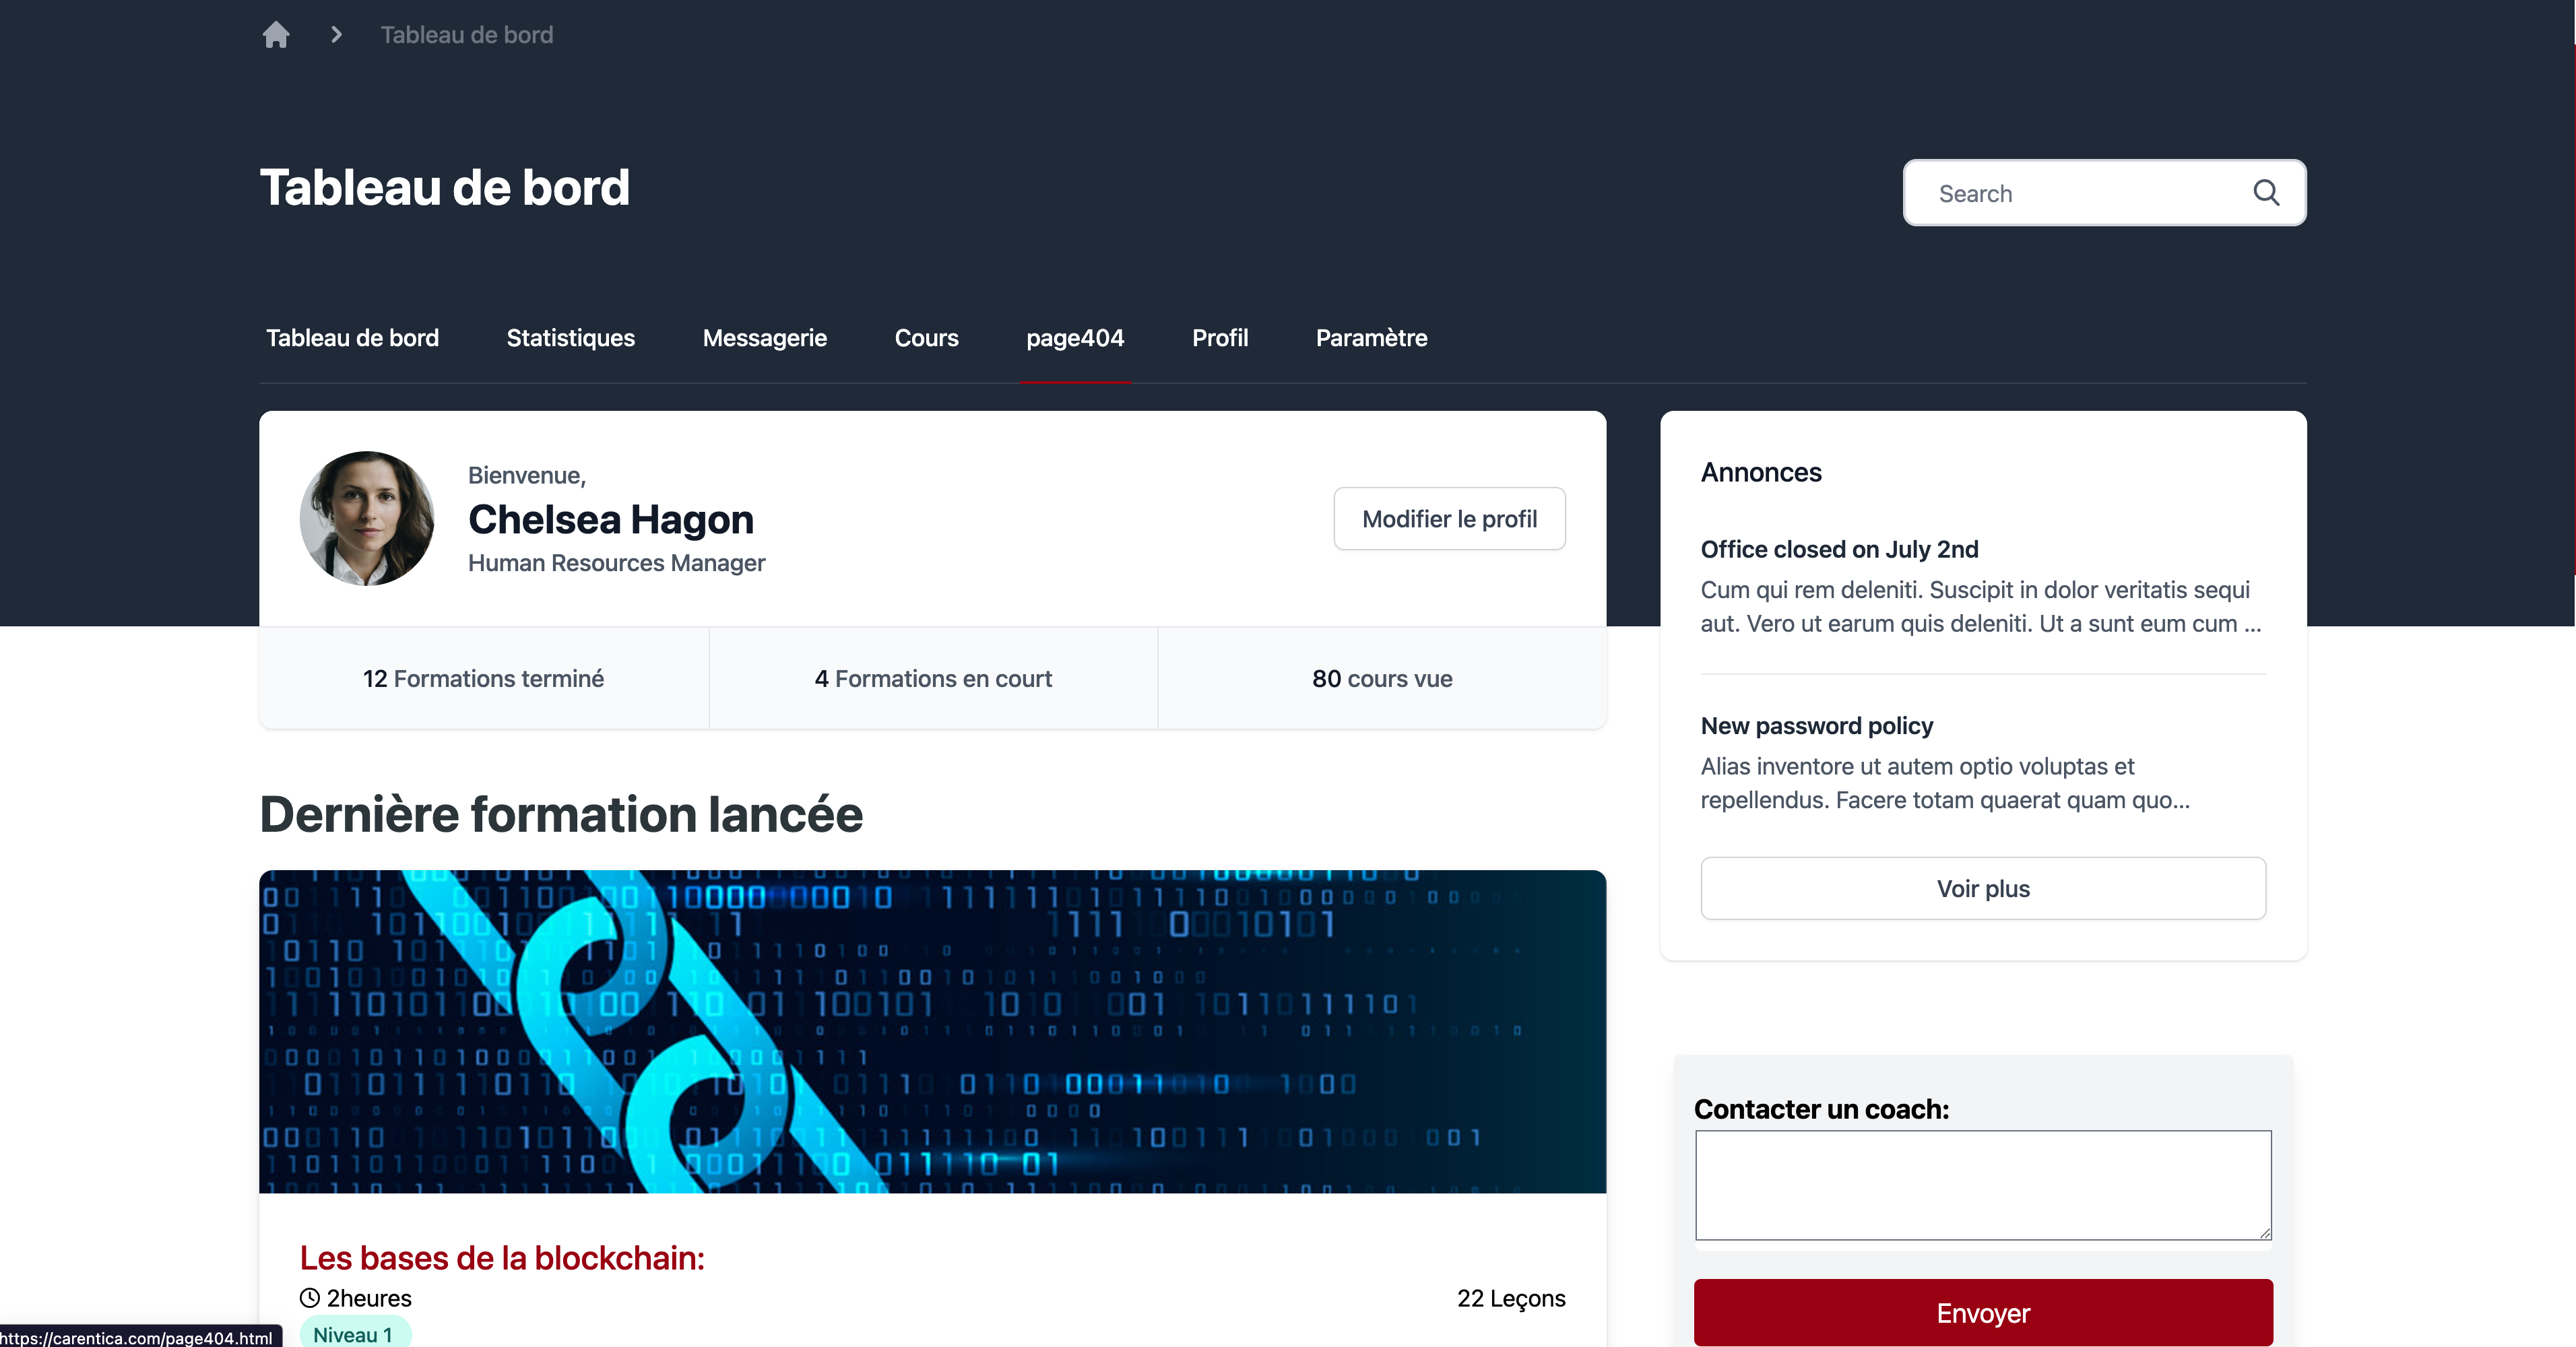 Tableau de bord
Tableau de bord
Search
Tableau de bord
Statistiques
Messagerie
Cours
page404
Profil
Paramètre
Bienvenue,
Chelsea Hagon
Human Resources Manager
Modifier le profil
12 Formations terminé
4 Formations en court
80 cours vue
Annonces
Office closed on July 2nd
Cum qui rem deleniti. Suscipit in dolor veritatis sequi
aut. Vero ut earum quis deleniti. Ut a sunt eum cum ...
New password policy
Alias inventore ut autem optio voluptas et
repellendus. Facere totam quaerat quam quo...
Voir plus
Dernière formation lancée
Les bases de la blockchain:
2heures
22 Leçons
Niveau 1
Contacter un coach:
Envoyer
https://carentica.com/page404.html